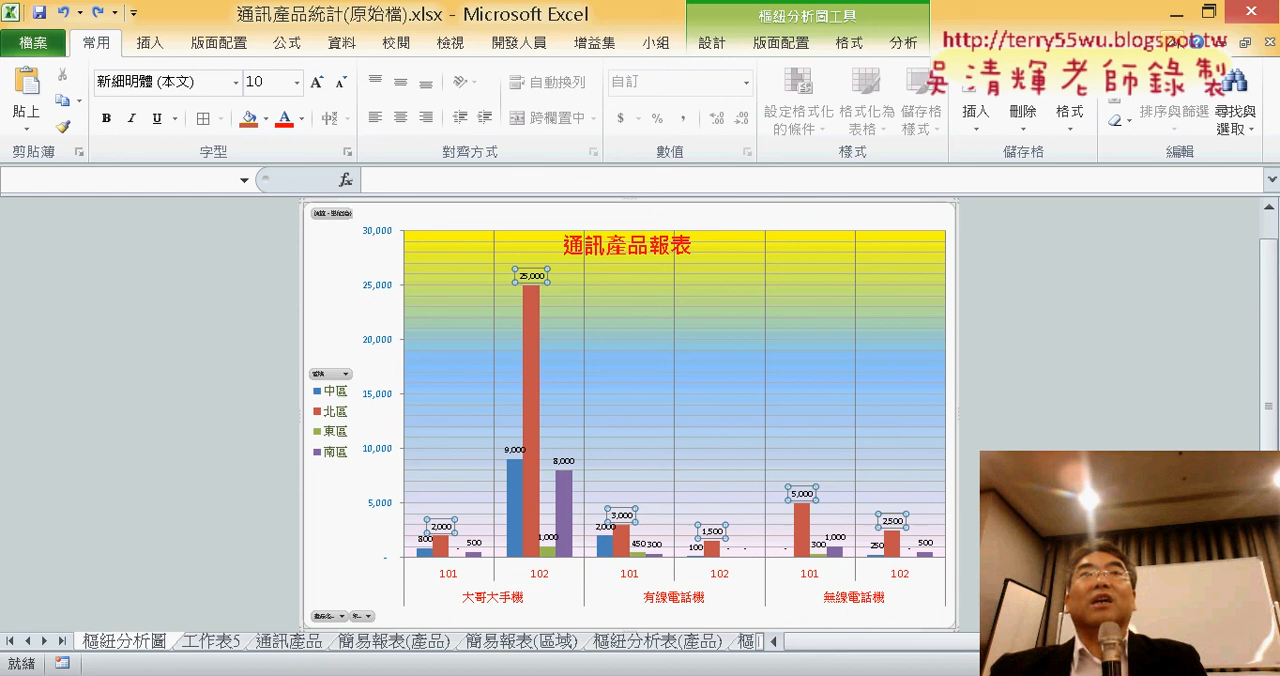 通訊產品統計(原始檔).xlsx - Microsoft Excel
樞紐分析圖工具
檔案 常用 插入 版面配置 公式 資料 校閱 檢視 開發人員 增益集 小組 設計 版面配置 格式 分析
http://terry55wu.blogspot.tw
吳清輝老師錄製
新細明體 (本文) 10
自動換列
自訂
貼上
B I U
跨欄置中
$ % ,
設定格式化的條件
格式化為表格
儲存格樣式
插入 刪除 格式
排序與篩選 尋找與選取
剪貼簿 字型 對齊方式 數值 樣式 儲存格 編輯
fx
通訊產品報表
30,000
25,000
20,000
15,000
10,000
5,000
-
中區
北區
東區
南區
800 2,000 - 500
9,000 25,000 1,000 8,000
2,000 3,000 450 300
100 1,500 - -
- 5,000 300 1,000
250 2,500 - 500
101 102 101 102 101 102
大哥大手機 有線電話機 無線電話機
樞紐分析圖 工作表5 通訊產品 簡易報表(產品) 簡易報表(區域) 樞紐分析表(產品)
就緒